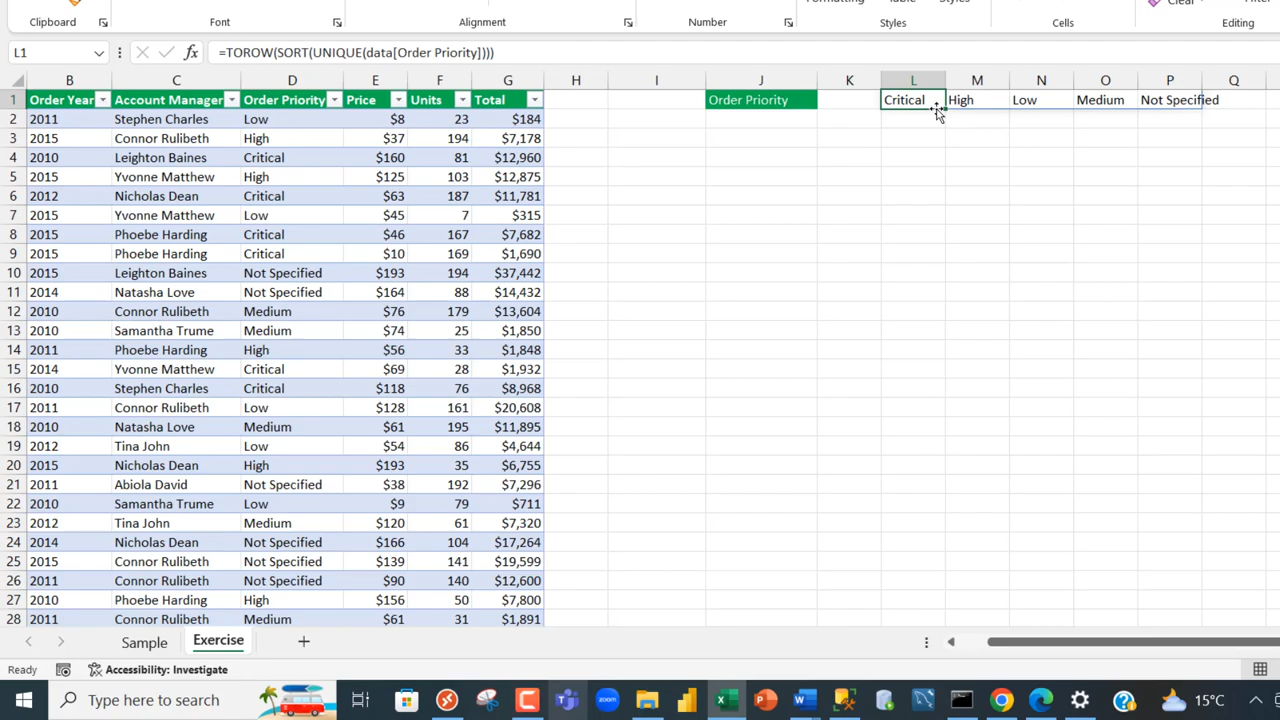 Formatting Table Styles Clear Filter
Clipboard Font Alignment Number Styles Cells Editing
L1 fx =TOROW(SORT(UNIQUE(data[Order Priority])))
B C D E F G H I J K L M N O P Q
1 Order Year Account Manager Order Priority Price Units Total Order Priority Critical High Low Medium Not Specified
2 2011 Stephen Charles Low $8 23 $184
3 2015 Connor Rulibeth High $37 194 $7,178
4 2010 Leighton Baines Critical $160 81 $12,960
5 2015 Yvonne Matthew High $125 103 $12,875
6 2012 Nicholas Dean Critical $63 187 $11,781
7 2015 Yvonne Matthew Low $45 7 $315
8 2015 Phoebe Harding Critical $46 167 $7,682
9 2015 Phoebe Harding Critical $10 169 $1,690
10 2015 Leighton Baines Not Specified $193 194 $37,442
11 2014 Natasha Love Not Specified $164 88 $14,432
12 2010 Connor Rulibeth Medium $76 179 $13,604
13 2010 Samantha Trume Medium $74 25 $1,850
14 2011 Phoebe Harding High $56 33 $1,848
15 2014 Yvonne Matthew Critical $69 28 $1,932
16 2010 Stephen Charles Critical $118 76 $8,968
17 2011 Connor Rulibeth Low $128 161 $20,608
18 2010 Natasha Love Medium $61 195 $11,895
19 2012 Tina John Low $54 86 $4,644
20 2015 Nicholas Dean High $193 35 $6,755
21 2011 Abiola David Not Specified $38 192 $7,296
22 2010 Samantha Trume Low $9 79 $711
23 2012 Tina John Medium $120 61 $7,320
24 2014 Nicholas Dean Not Specified $166 104 $17,264
25 2015 Connor Rulibeth Not Specified $139 141 $19,599
26 2011 Connor Rulibeth Not Specified $90 140 $12,600
27 2010 Phoebe Harding High $156 50 $7,800
28 2011 Connor Rulibeth Medium $61 31 $1,891
Sample Exercise
Ready Accessibility: Investigate
Type here to search zoom 15°C